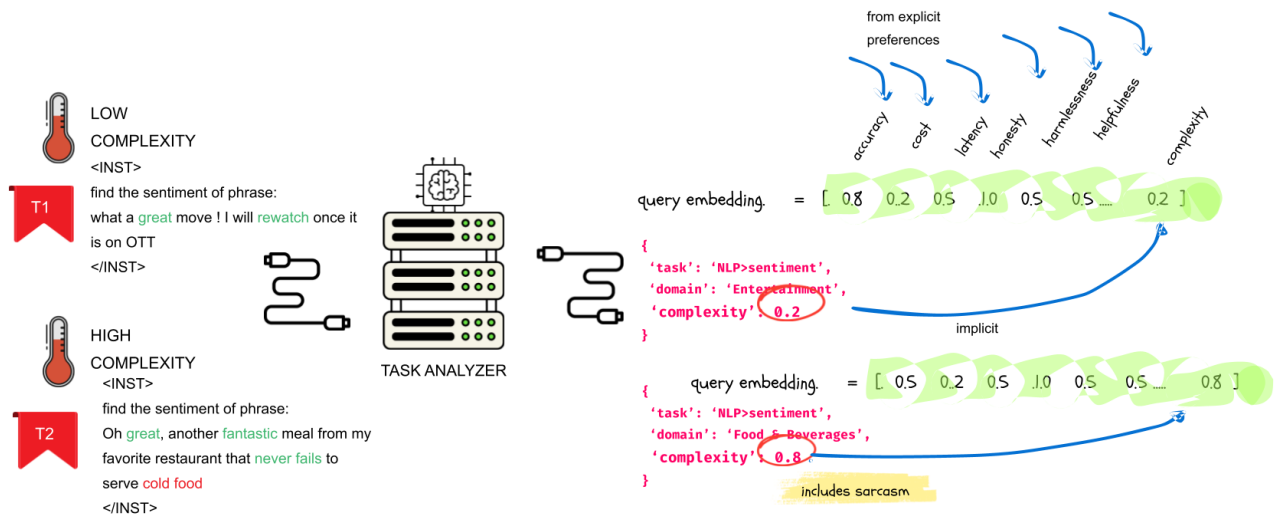 from explicit
preferences
accuracy
cost
latency
honesty
harmlessness
helpfulness
complexity
LOW
COMPLEXITY
<INST>
T1
find the sentiment of phrase:
what a great move ! I will rewatch once it
is on OTT
</INST>
HIGH
COMPLEXITY
<INST>
T2
find the sentiment of phrase:
Oh great, another fantastic meal from my
favorite restaurant that never fails to
serve cold food
</INST>
TASK ANALYZER
query embedding. = [ 0.8 0..2 0.5 .1.0 0.5 0.5 ..... 0.2 ]
{
‘task’: ‘NLP>sentiment’,
‘domain’: ‘Entertainment’,
‘complexity’: 0.2
}
implicit
query embedding. = [ 0.5 0..2 0.5 .1.0 0.5 0.5 ..... 0.8 ]
{
‘task’: ‘NLP>sentiment’,
‘domain’: ‘Food & Beverages’,
‘complexity’: 0.8
}
includes sarcasm